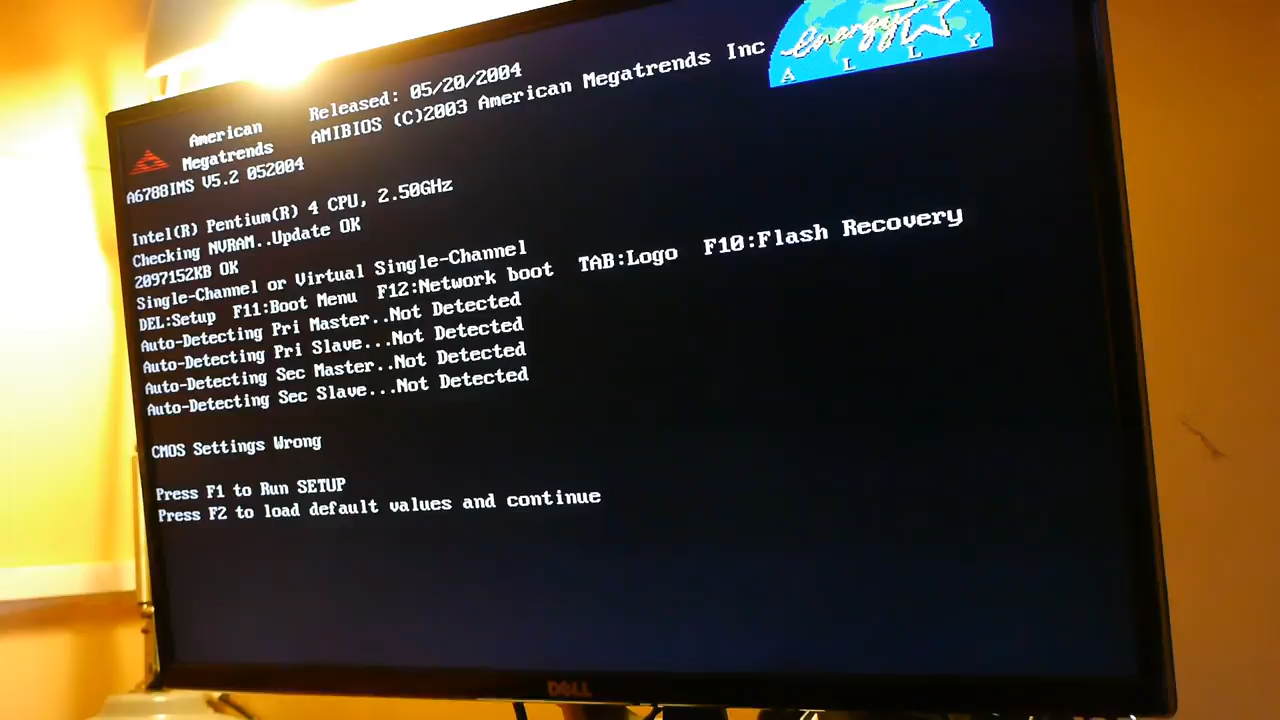 Released: 05/20/2004
American Megatrends
AMIBIOS (C)2003 American Megatrends Inc
energy
ALLY
A6788IMS V5.2 052004
Intel(R) Pentium(R) 4 CPU, 2.50GHz
Checking NVRAM..Update OK
2097152KB OK
Single-Channel or Virtual Single-Channel
DEL:Setup F11:Boot Menu F12:Network boot TAB:Logo F10:Flash Recovery
Auto-Detecting Pri Master..Not Detected
Auto-Detecting Pri Slave...Not Detected
Auto-Detecting Sec Master..Not Detected
Auto-Detecting Sec Slave...Not Detected
CMOS Settings Wrong
Press F1 to Run SETUP
Press F2 to load default values and continue
DELL